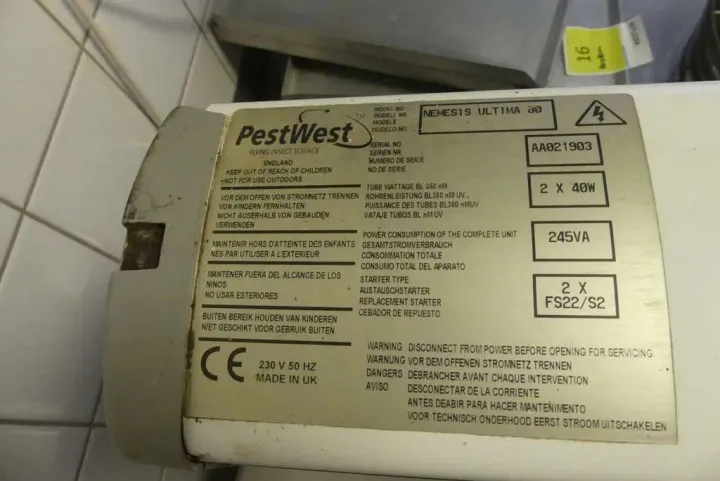 16
PestWest
FLYING INSECT SCIENCE
ENGLAND
KEEP OUT OF REACH OF CHILDREN
NOT FOR USE OUTDOORS
VOR DEM OFFEN VON STROMNETZ TRENNEN
VON KINDERN FERNHALTEN
NICHT AUSERHALB VON GEBAUDEN
VERWENDEN
MAINTENIR HORS D'ATTEINTE DES ENFANTS
NES PAR UTILISER A L'EXTERIEUR
MANTENER FUERA DEL ALCANCE DE LOS
NINOS
NO USAR ESTERIORES
BUITEN BEREIK HOUDEN VAN KINDEREN
NIET GESCHIKT VOOR GEBRUIK BUITEN
CE 230 V 50 HZ
MADE IN UK
MODEL NO
MODELL NR
MODELE
MODELO NO
NEMESIS ULTIMA 80
SERIAL NO
SERIEN NR
NUMERO DE SERIE
NO DE SERIE
AA021903
TUBE WATTAGE BL 350 nM
ROHRENLEISTUNG BL350 nM-UV
PUISSANCE DES TUBES BL350 nMUV
VATAJE TUBOS BL nM UV
2 X 40W
POWER CONSUMPTION OF THE COMPLETE UNIT
GESAMTSTROMVERBRAUCH
CONSOMMATION TOTALE
CONSUMO TOTAL DEL APARATO
245VA
STARTER TYPE
AUSTAUSCHSTARTER
REPLACEMENT STARTER
CEBADOR DE REPUESTO
2 X
FS22/S2
WARNING DISCONNECT FROM POWER BEFORE OPENING FOR SERVICING
WARNUNG VOR DEM OFFENEN STROMNETZ TRENNEN
DANGERS DEBRANCHER AVANT CHAQUE INTERVENTION
AVISO DESCONECTAR DE LA CORRIENTE
ANTES DEABIR PARA HACER MANTENIMENTO
VOOR TECHNISCH ONDERHOOD EERST STROOM UITSCHAKELEN